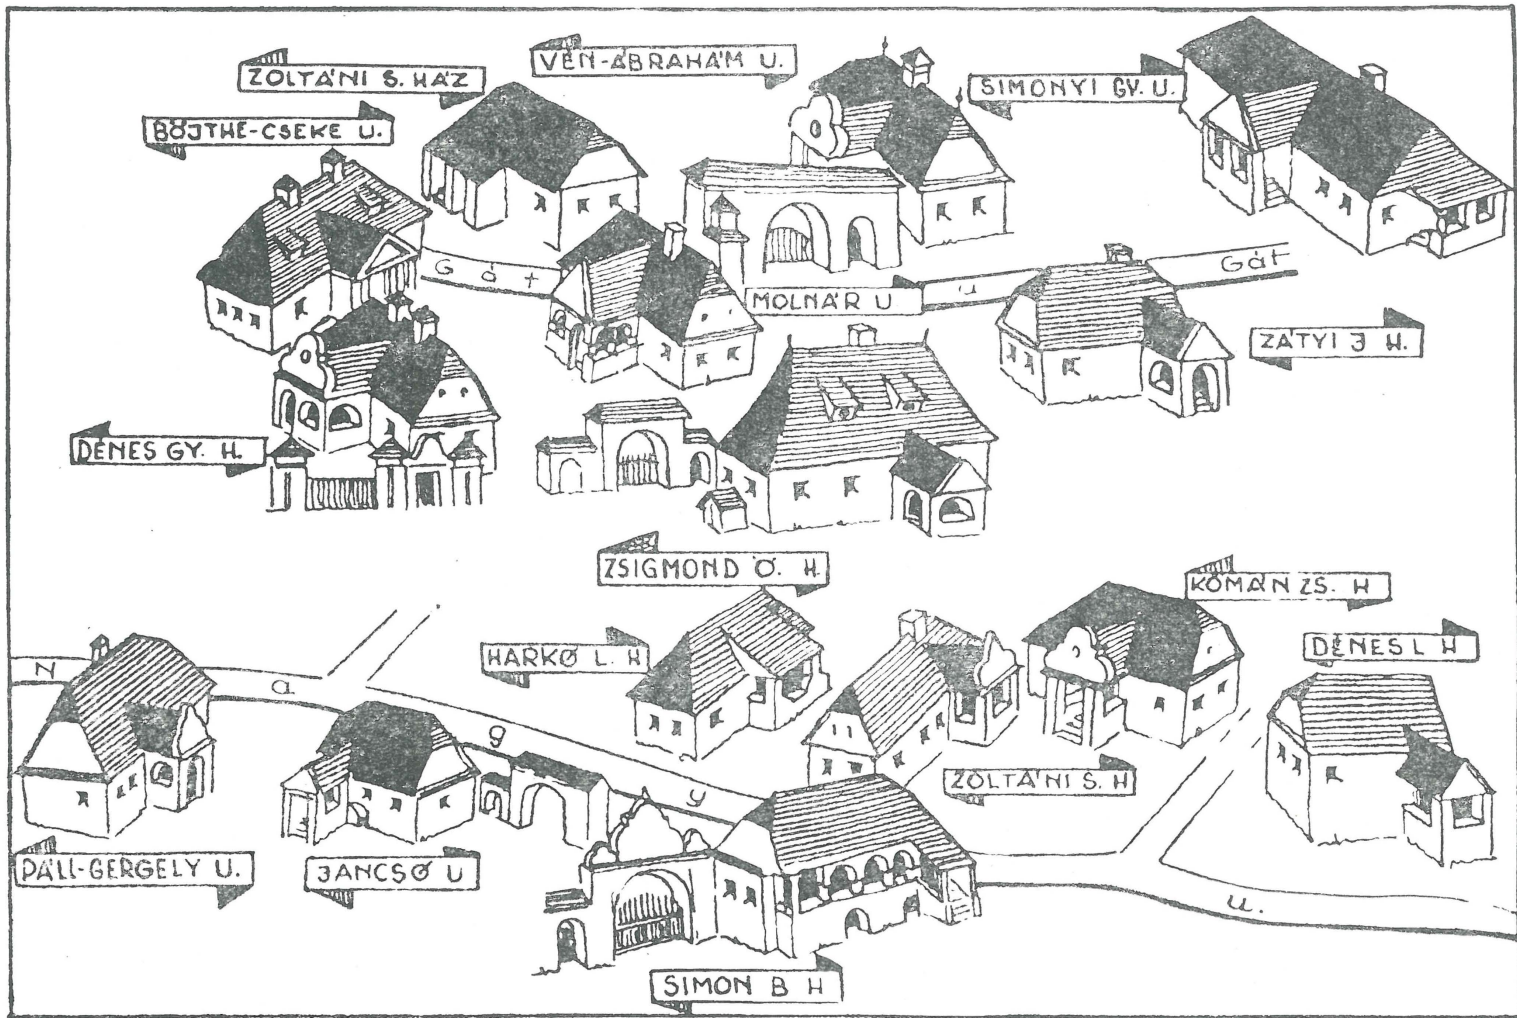 ZOLTÁNI S. HÁZ
VÉN-ÁBRAHÁM U.
SIMONYI GY. U.
BÖJTHE-CSEKE U.
Gát
u
Gát
MOLNÁR U.
ZÁTYI J H.
DÉNES GY. H.
ZSIGMOND Ö. H.
KOMÁN ZS. H
HARKÓ L. H
DÉNES L H
N a g y u.
ZOLTÁNI S. H
PÁLL-GERGELY U.
JANCSÓ U
SIMON B H